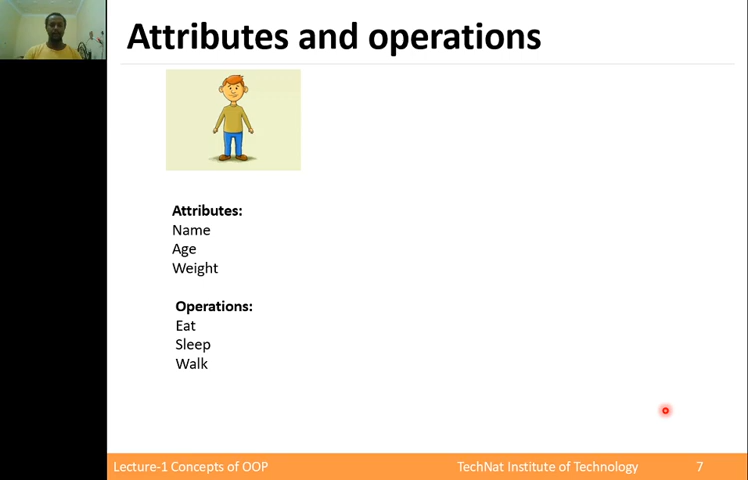 Attributes and operations
Attributes:
Name
Age
Weight
Operations:
Eat
Sleep
Walk
Lecture-1 Concepts of OOP
TechNat Institute of Technology
7